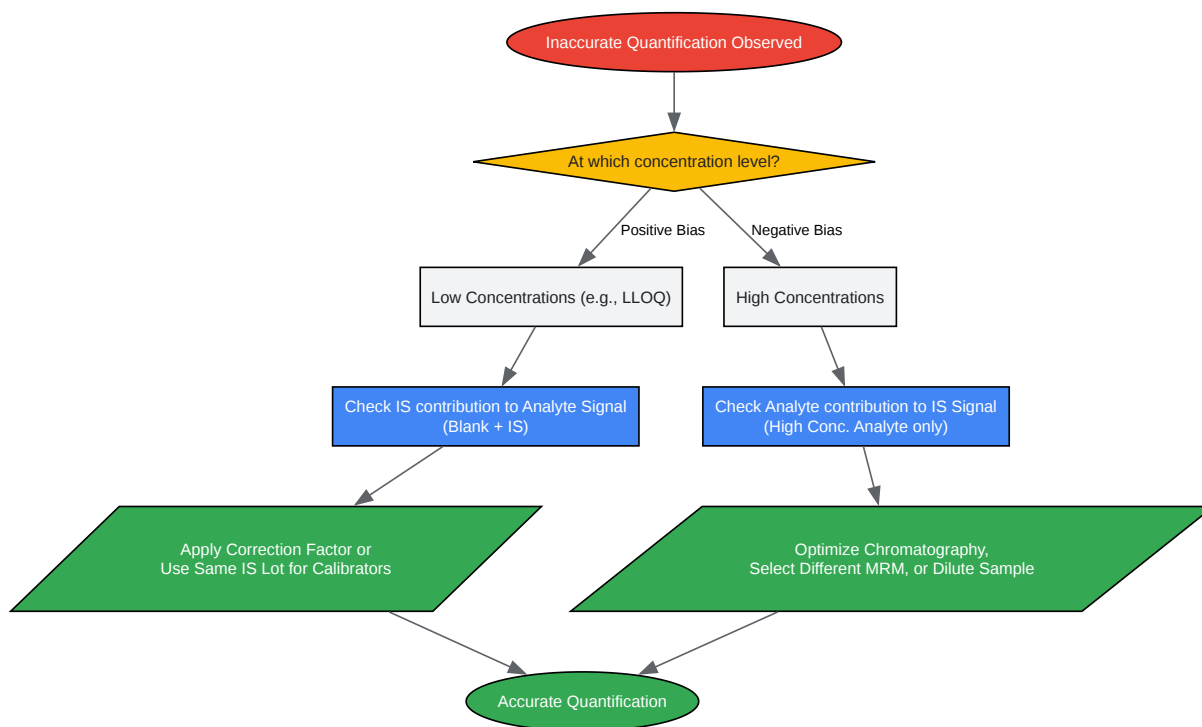 Inaccurate Quantification Observed
At which concentration level?
Positive Bias
Negative Bias
Low Concentrations (e.g., LLOQ)
High Concentrations
Check IS contribution to Analyte Signal
(Blank + IS)
Check Analyte contribution to IS Signal
(High Conc. Analyte only)
Apply Correction Factor or
Use Same IS Lot for Calibrators
Optimize Chromatography,
Select Different MRM, or Dilute Sample
Accurate Quantification